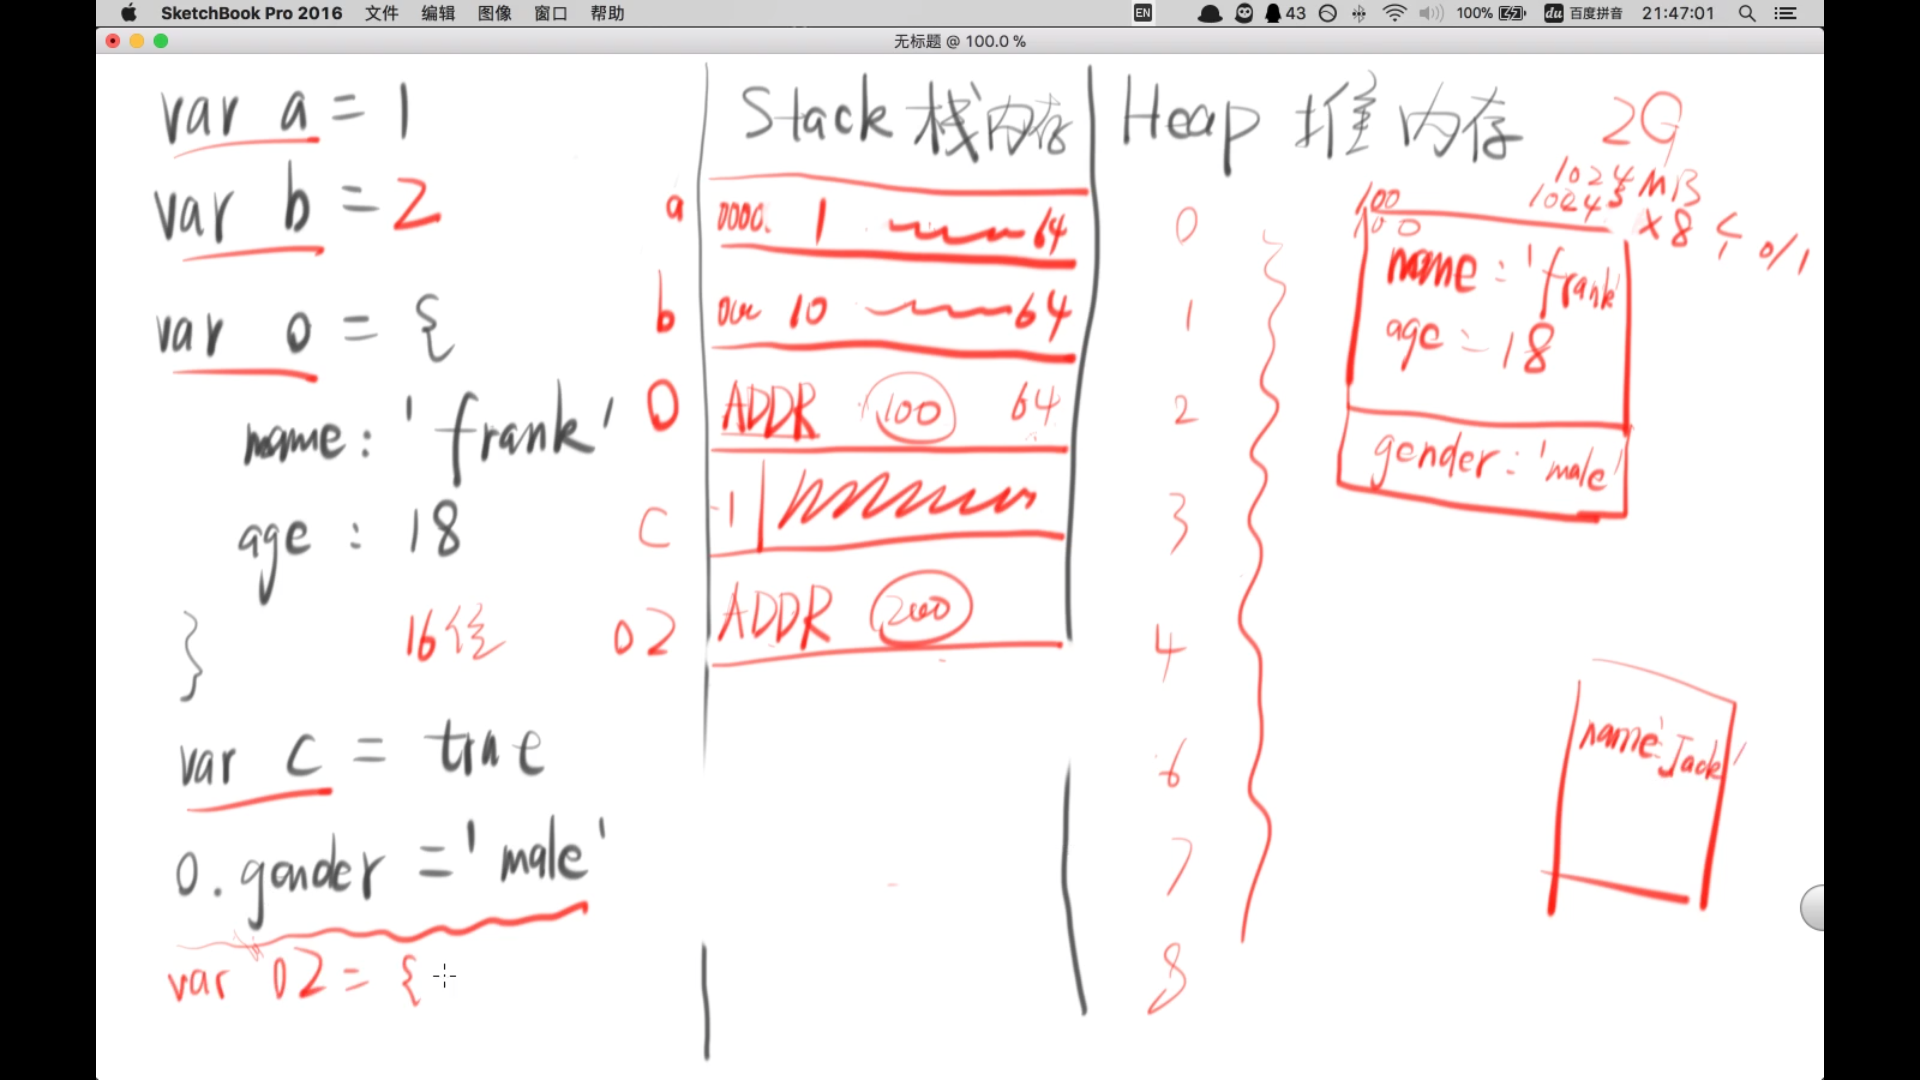 SketchBook Pro 2016 文件 编辑 图像 窗口 帮助 EN 43 100% du 百度拼音 21:47:01
无标题 @ 100.0 %
var a = 1
var b = 2
var o = {
name: 'frank'
age : 18
}
16倍
var c = true
o.gender = 'male'
var o2 = {
Stack 栈内存
a 0000. 1 64
b 10 64
o ADDR 100 64
c 1
o2 ADDR 200
Heap 堆内存
2G
1024 MB
1024
x8 0/1
0
1
2
3
4
6
7
8
100
100
name : 'frank'
age : 18
gender : 'male'
name: 'Jack'